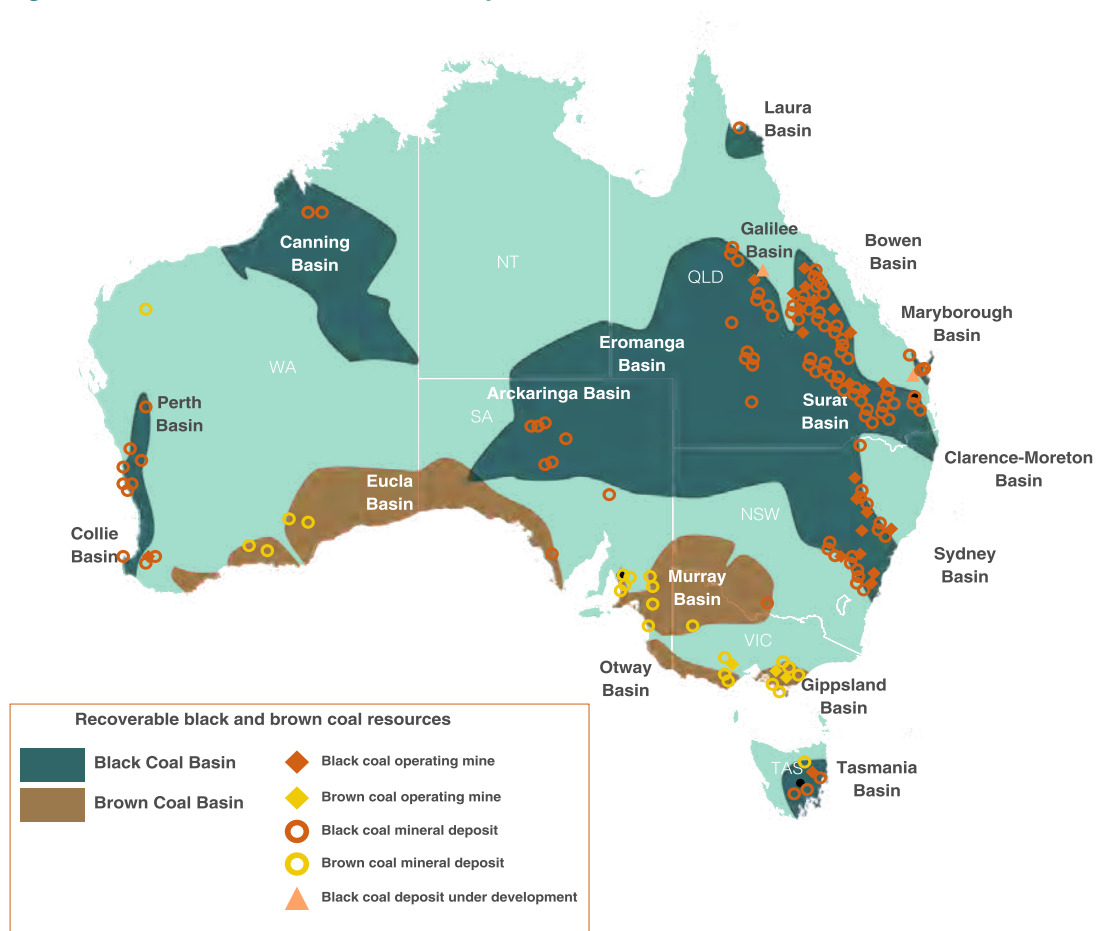 Laura
Basin
Galilee
Basin
Bowen
Basin
Canning
Basin
NT
QLD
Maryborough
Basin
Eromanga
Basin
WA
Arckaringa Basin
SA
Perth
Basin
Surat
Basin
Clarence-Moreton
Basin
Eucla
Basin
NSW
Collie
Basin
Sydney
Basin
Murray
Basin
VIC
Otway
Basin
Gippsland
Basin
TAS
Tasmania
Basin
Recoverable black and brown coal resources
Black Coal Basin
Brown Coal Basin
Black coal operating mine
Brown coal operating mine
Black coal mineral deposit
Brown coal mineral deposit
Black coal deposit under development